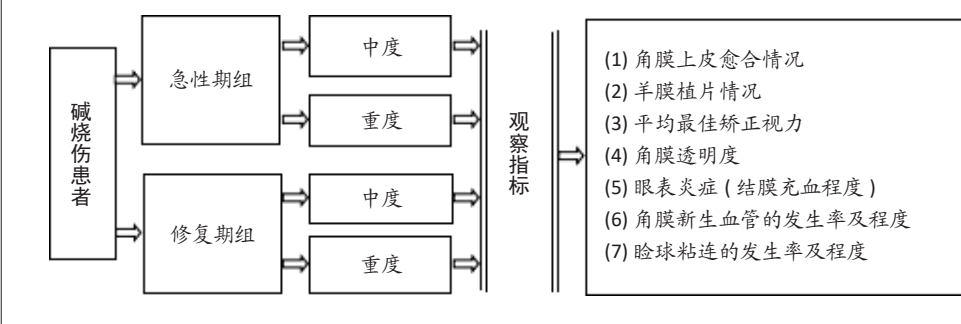 碱烧伤患者
急性期组
修复期组
中度
重度
中度
重度
观察指标
(1) 角膜上皮愈合情况
(2) 羊膜植片情况
(3) 平均最佳矫正视力
(4) 角膜透明度
(5) 眼表炎症 ( 结膜充血程度 )
(6) 角膜新生血管的发生率及程度
(7) 睑球粘连的发生率及程度